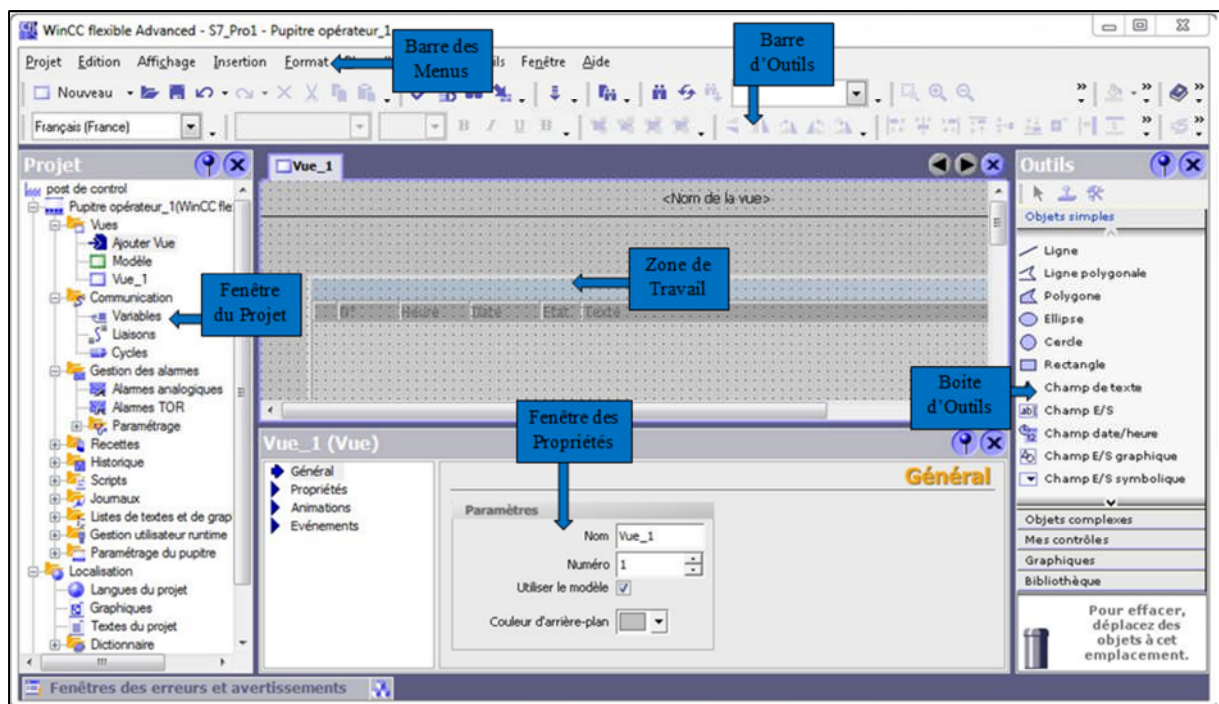 WinCC flexible Advanced - S7_Pro1 - Pupitre opérateur_1
Barre des
Menus
Barre
d'Outils
Projet Edition Affichage Insertion Format ils Fenêtre Aide
Nouveau
Français (France)
B I U B
Projet
post de control
Pupitre opérateur_1(WinCC fle
Vues
Ajouter Vue
Modèle
Vue_1
Communication
Variables
Liaisons
Cycles
Gestion des alarmes
Alarmes analogiques
Alarmes TOR
Paramétrage
Recettes
Historique
Scripts
Journaux
Listes de textes et de grap
Gestion utilisateur runtime
Paramétrage du pupitre
Localisation
Langues du projet
Graphiques
Textes du projet
Dictionnaire
Fenêtre
du Projet
Vue_1
<Nom de la vue>
Zone de
Travail
N° Heure Date Etat Texte
Fenêtre des
Propriétés
Vue_1 (Vue)
Général
Propriétés
Animations
Evénements
Général
Paramètres
Nom Vue_1
Numéro 1
Utiliser le modèle
Couleur d'arrière-plan
Outils
Objets simples
Ligne
Ligne polygonale
Polygone
Ellipse
Cercle
Rectangle
Champ de texte
Champ E/S
Champ date/heure
Champ E/S graphique
Champ E/S symbolique
Boite
d'Outils
Objets complexes
Mes contrôles
Graphiques
Bibliothèque
Pour effacer,
déplacez des
objets à cet
emplacement.
Fenêtres des erreurs et avertissements